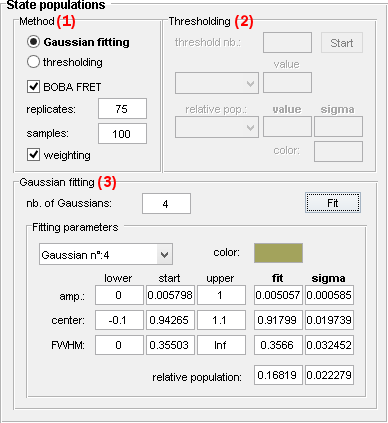 State populations
Method (1)
Gaussian fitting
thresholding
BOBA FRET
replicates: 75
samples: 100
weighting
Thresholding (2)
threshold nb.: Start
value
relative pop.: value sigma
color:
Gaussian fitting (3)
nb. of Gaussians: 4 Fit
Fitting parameters
Gaussian n°:4 color:
lower start upper fit sigma
amp.: 0 0.005798 1 0.005057 0.000585
center: -0.1 0.94265 1.1 0.91799 0.019739
FWHM: 0 0.35503 Inf 0.3566 0.032452
relative population: 0.16819 0.022279